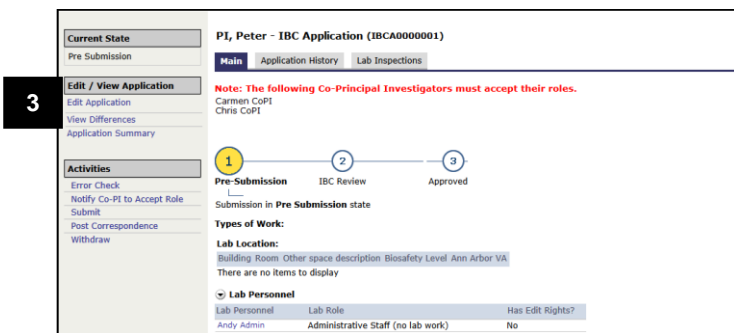 3
Current State
Pre Submission
Edit / View Application
Edit Application
View Differences
Application Summary
Activities
Error Check
Notify Co-PI to Accept Role
Submit
Post Correspondence
Withdraw
PI, Peter - IBC Application (IBCA0000001)
Main Application History Lab Inspections
Note: The following Co-Principal Investigators must accept their roles.
Carmen CoPI
Chris CoPI
1 2 3
Pre-Submission IBC Review Approved
Submission in Pre Submission state
Types of Work:
Lab Location:
Building Room Other space description Biosafety Level Ann Arbor VA
There are no items to display
Lab Personnel
Lab Personnel Lab Role Has Edit Rights?
Andy Admin Administrative Staff (no lab work) No